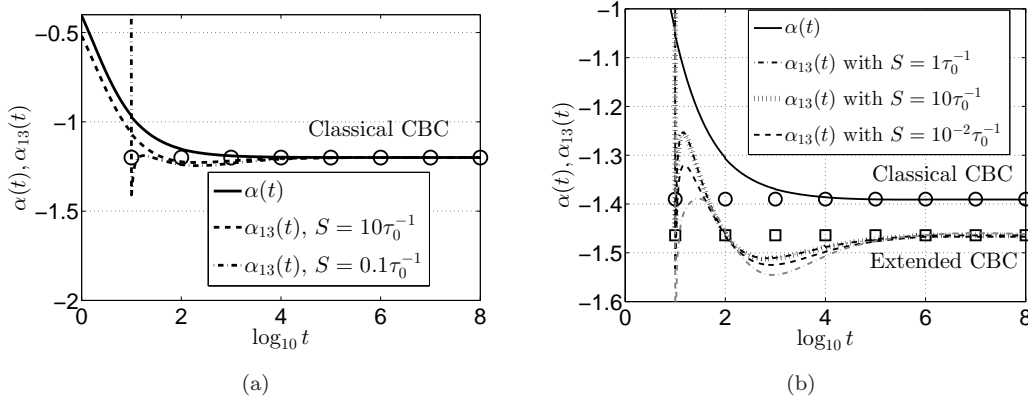 −0.5
−1
−1.5
−2
0
2
4
6
8
log₁₀ t
α(t), α₁₃(t)
Classical CBC
α(t)
α₁₃(t), S = 10τ₀⁻¹
α₁₃(t), S = 0.1τ₀⁻¹
(a)
−1
−1.1
−1.2
−1.3
−1.4
−1.5
−1.6
0
2
4
6
8
log₁₀ t
α(t), α₁₃(t)
α(t)
α₁₃(t) with S = 1τ₀⁻¹
α₁₃(t) with S = 10τ₀⁻¹
α₁₃(t) with S = 10⁻²τ₀⁻¹
Classical CBC
Extended CBC
(b)